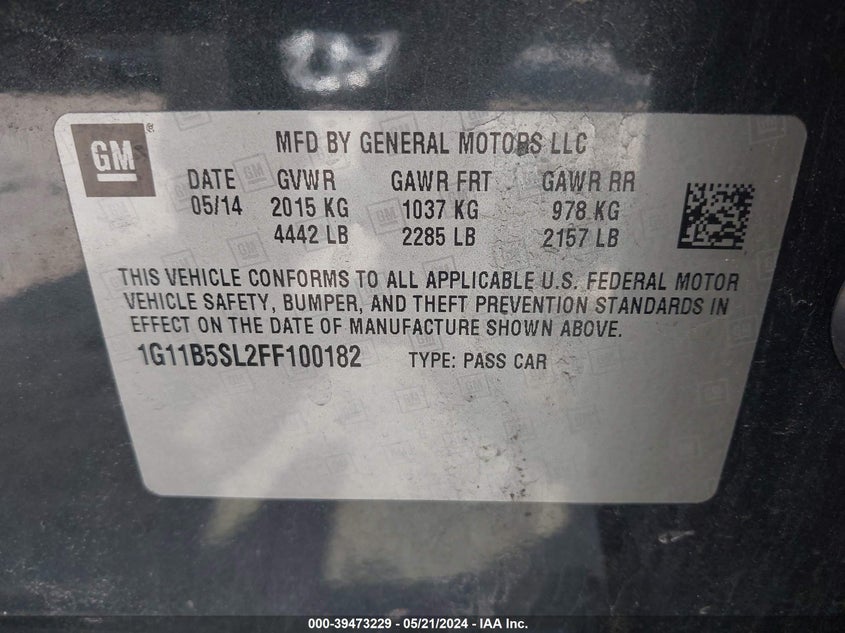 GM
MFD BY GENERAL MOTORS LLC
DATE GVWR GAWR FRT GAWR RR
05/14 2015 KG 1037 KG 978 KG
4442 LB 2285 LB 2157 LB
THIS VEHICLE CONFORMS TO ALL APPLICABLE U.S. FEDERAL MOTOR
VEHICLE SAFETY, BUMPER, AND THEFT PREVENTION STANDARDS IN
EFFECT ON THE DATE OF MANUFACTURE SHOWN ABOVE.
1G11B5SL2FF100182 TYPE: PASS CAR
000-39473229 - 05/21/2024 - IAA Inc.